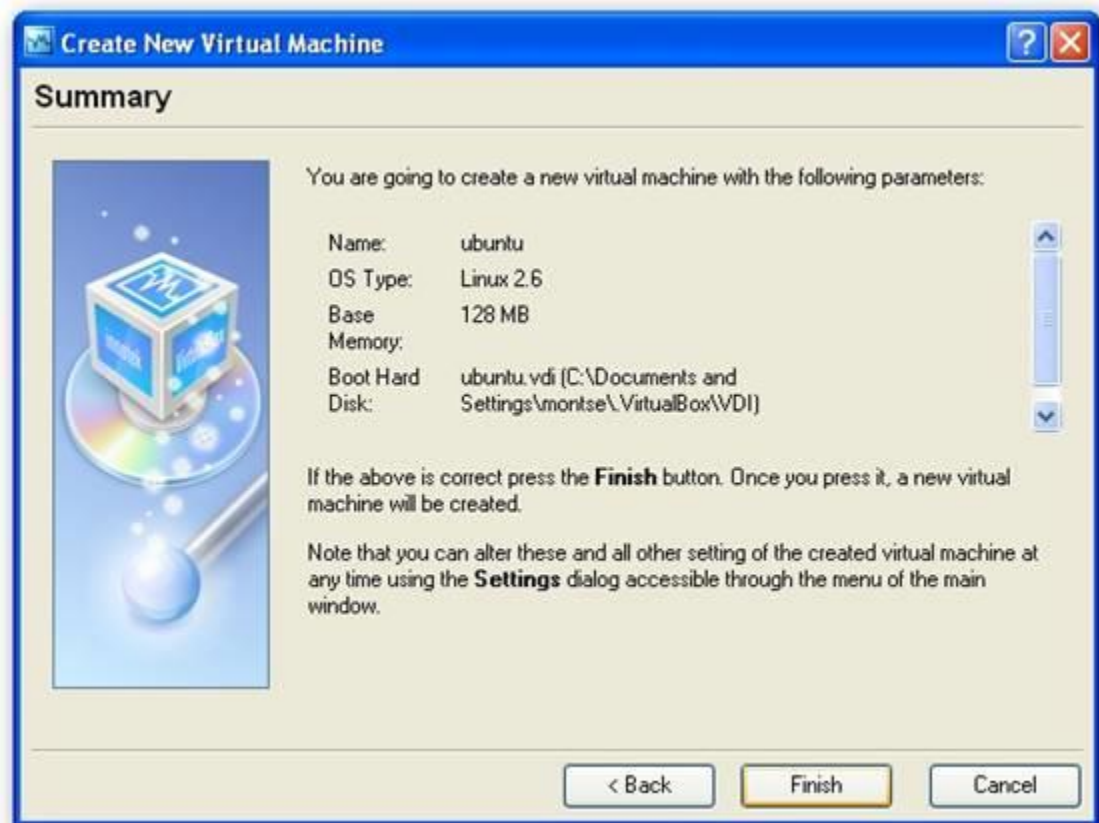 Create New Virtual Machine
Summary
You are going to create a new virtual machine with the following parameters:
Name: ubuntu
OS Type: Linux 2.6
Base Memory: 128 MB
Boot Hard Disk: ubuntu.vdi (C:\Documents and
Settings\montse\.VirtualBox\VDI)
If the above is correct press the Finish button. Once you press it, a new virtual
machine will be created.
Note that you can alter these and all other setting of the created virtual machine at
any time using the Settings dialog accessible through the menu of the main
window.
innotek
VirtualBox
< Back
Finish
Cancel